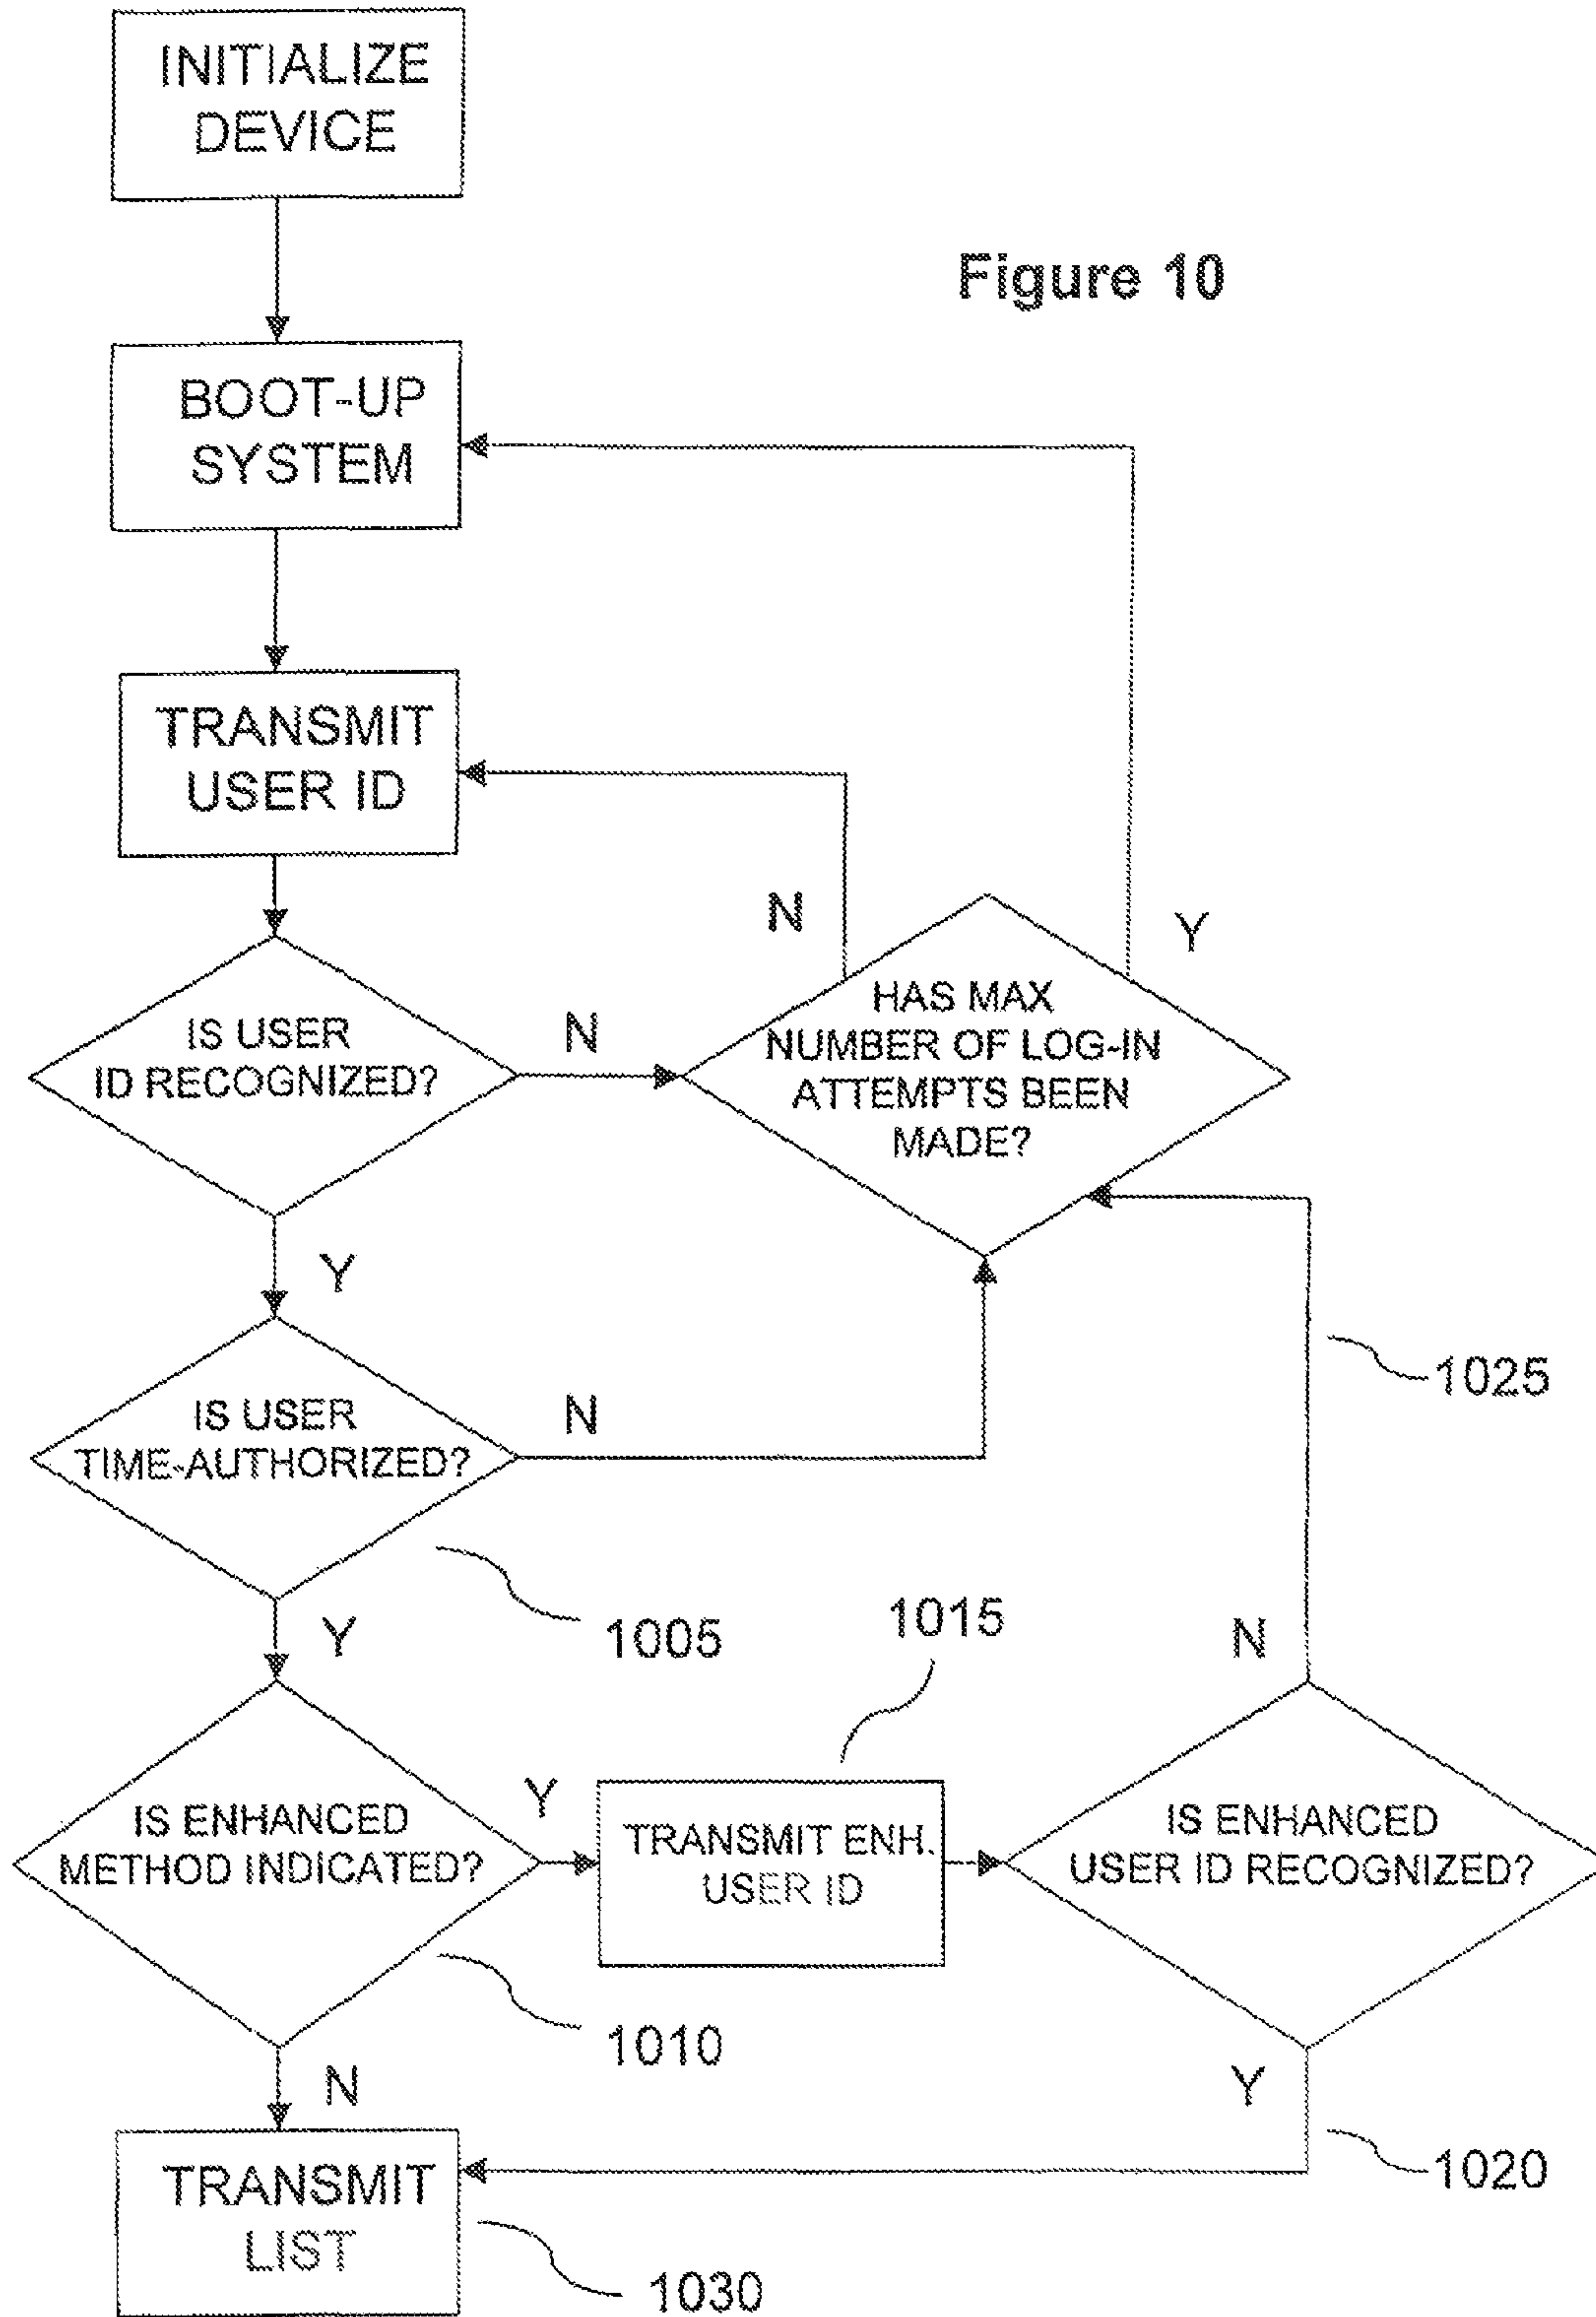 INITIALIZE
DEVICE
Figure 10
BOOT-UP
SYSTEM
TRANSMIT
USER ID
N
Y
IS USER
ID RECOGNIZED?
N
HAS MAX
NUMBER OF LOG-IN
ATTEMPTS BEEN
MADE?
Y
IS USER
TIME-AUTHORIZED?
N
1025
1005
Y
1015
N
IS ENHANCED
METHOD INDICATED?
Y
TRANSMIT ENH.
USER ID
IS ENHANCED
USER ID RECOGNIZED?
1010
N
Y
1020
TRANSMIT
LIST
1030